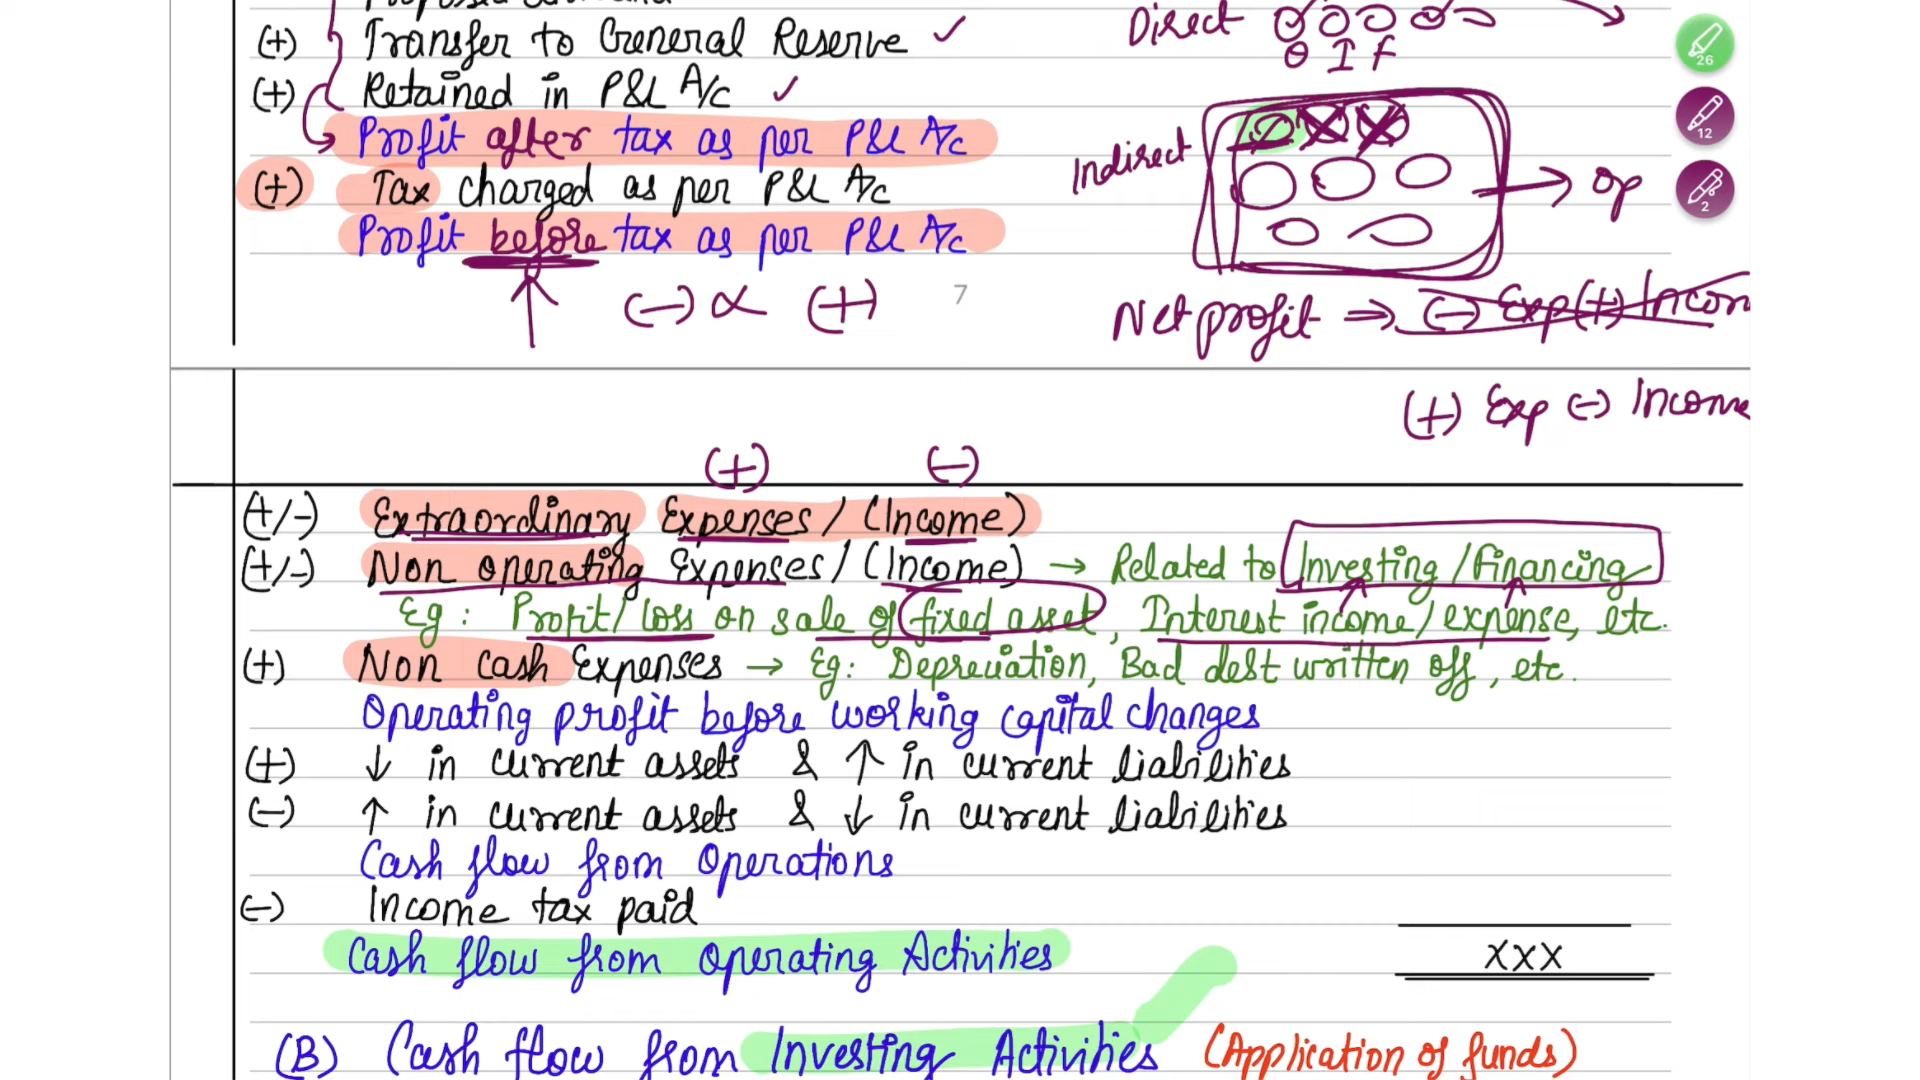 Direct
O I F
(+) Transfer to General Reserve ✓
(+) Retained in P&L A/c ✓
Profit after tax as per P&L A/c
(+) Tax charged as per P&L A/c
Profit before tax as per P&L A/c
Indirect
→ Op
(-) ∝ (+)
7
Net profit ⇒ (-) Exp (+) Incom
(+) Exp (-) Income
(+) (-)
(+/-) Extraordinary Expenses / (Income)
(+/-) Non operating Expenses / (Income) → Related to Investing / financing
Eg : Profit / loss on sale of fixed asset, Interest income / expense, etc.
(+) Non cash Expenses → Eg: Depreciation, Bad debt written off, etc.
Operating profit before working capital changes
(+) ↓ in current assets & ↑ in current liabilities
(-) ↑ in current assets & ↓ in current liabilities
Cash flow from Operations
(-) Income tax paid
Cash flow from Operating Activities XXX
(B) Cash flow from Investing Activities (Application of funds)
26
12
2